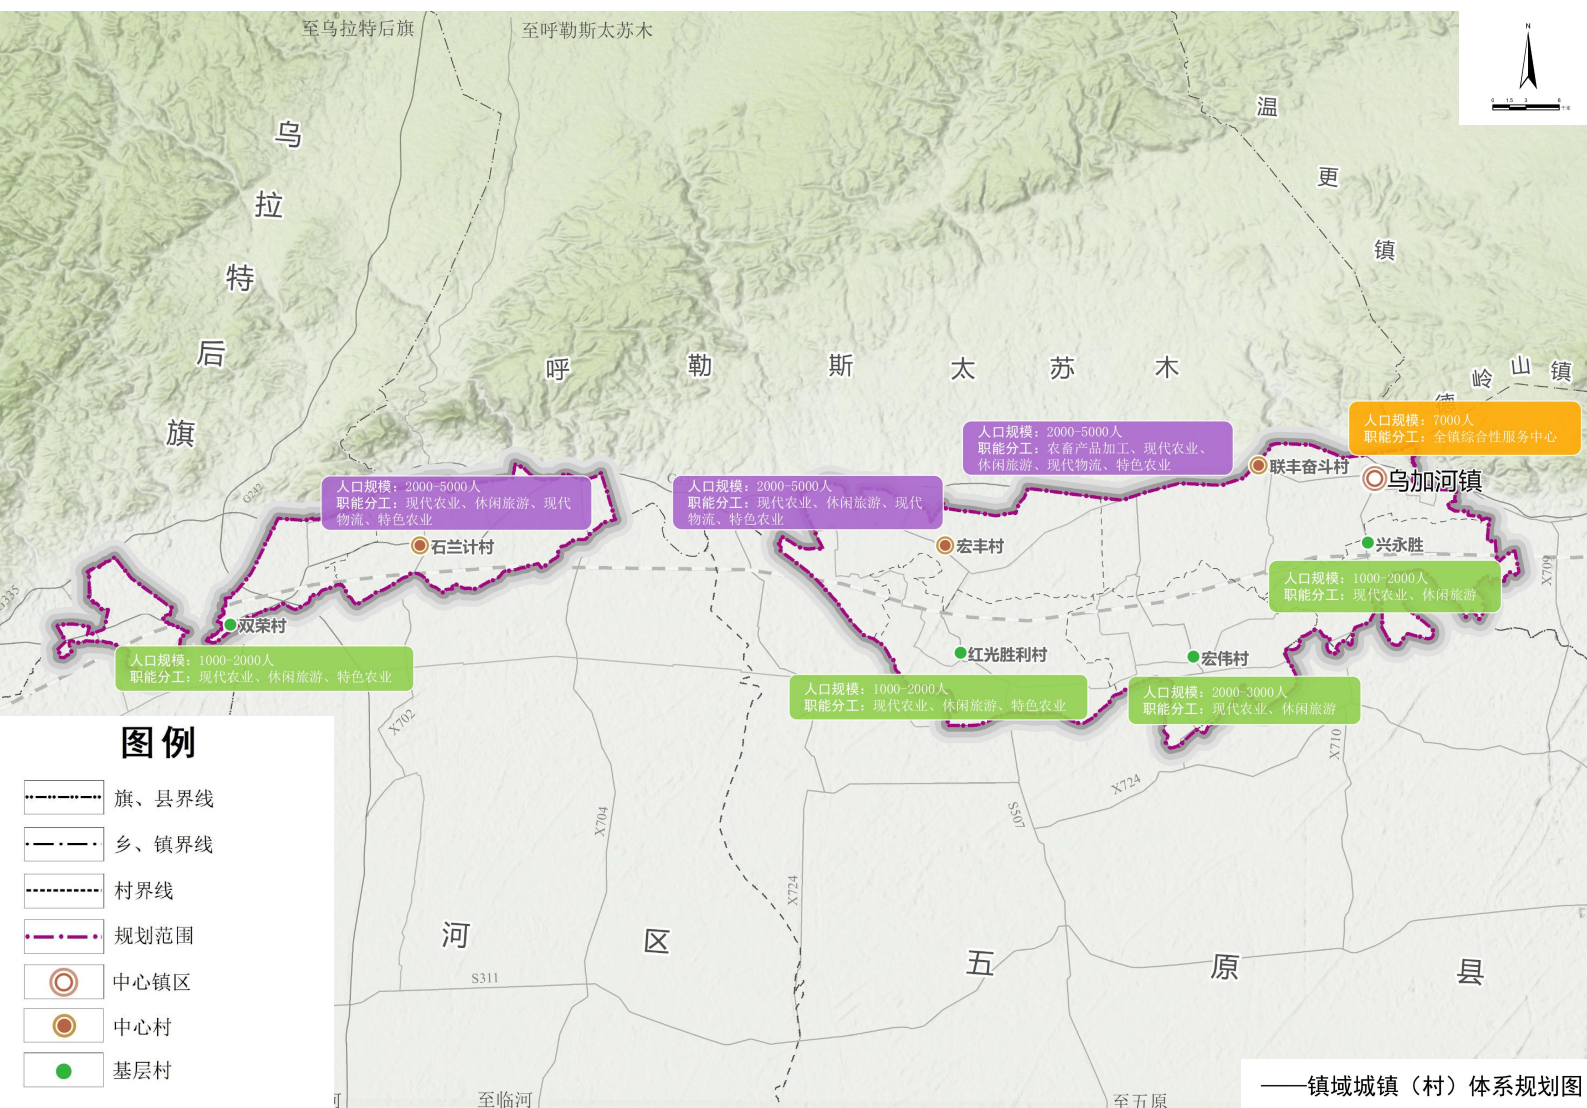 至乌拉特后旗
至呼勒斯太苏木
N
0 1.5 3 6
千米
乌
拉
特
后
旗
温
更
镇
呼勒斯太苏木
德岭山镇
人口规模：7000人
职能分工：全镇综合性服务中心
人口规模：2000-5000人
职能分工：农畜产品加工、现代农业、
休闲旅游、现代物流、特色农业
联丰奋斗村
乌加河镇
人口规模：2000-5000人
职能分工：现代农业、休闲旅游、现代
物流、特色农业
人口规模：2000-5000人
职能分工：现代农业、休闲旅游、现代
物流、特色农业
G242
石兰计村
宏丰村
兴永胜
X709
G335
人口规模：1000-2000人
职能分工：现代农业、休闲旅游
双荣村
红光胜利村
宏伟村
人口规模：1000-2000人
职能分工：现代农业、休闲旅游、特色农业
人口规模：1000-2000人
职能分工：现代农业、休闲旅游、特色农业
人口规模：2000-3000人
职能分工：现代农业、休闲旅游
X702
X710
X724
X704
S507
X724
图例
旗、县界线
乡、镇界线
村界线
规划范围
中心镇区
中心村
基层村
河区
五原县
S311
河
至临河
至五原
——镇域城镇（村）体系规划图